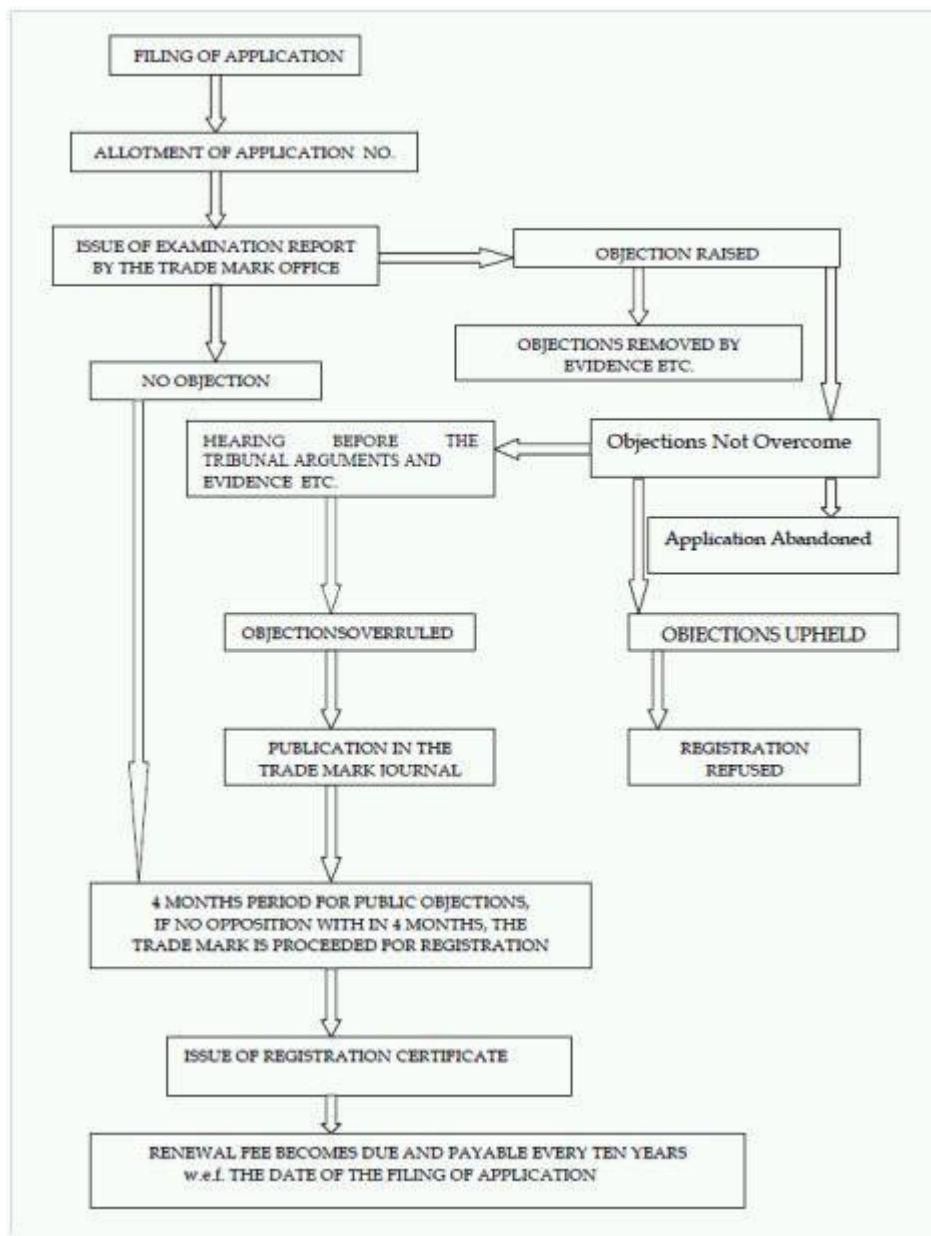 FILING OF APPLICATION
ALLOTMENT OF APPLICATION NO.
ISSUE OF EXAMINATION REPORT
BY THE TRADE MARK OFFICE
OBJECTION RAISED
OBJECTIONS REMOVED BY
EVIDENCE ETC.
NO OBJECTION
HEARING BEFORE THE
TRIBUNAL ARGUMENTS AND
EVIDENCE ETC.
Objections Not Overcome
Application Abandoned
OBJECTIONSOVERRULED
OBJECTIONS UPHELD
PUBLICATION IN THE
TRADE MARK JOURNAL
REGISTRATION
REFUSED
4 MONTHS PERIOD FOR PUBLIC OBJECTIONS,
IF NO OPPOSITION WITH IN 4 MONTHS, THE
TRADE MARK IS PROCEEDED FOR REGISTRATION
ISSUE OF REGISTRATION CERTIFICATE
RENEWAL FEE BECOMES DUE AND PAYABLE EVERY TEN YEARS
w.e.f. THE DATE OF THE FILING OF APPLICATION